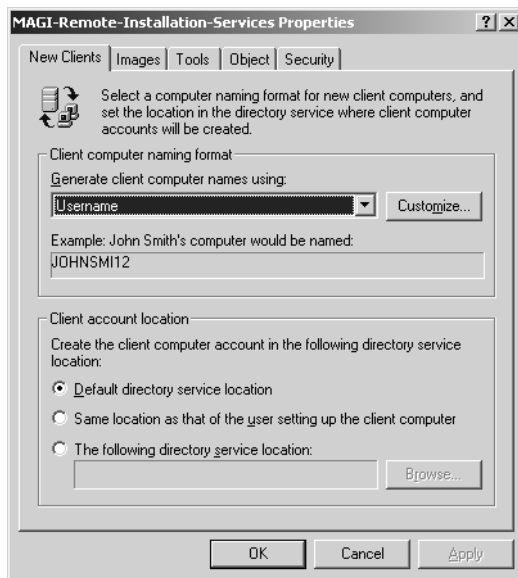 MAGI-Remote-Installation-Services Properties
New Clients Images Tools Object Security
Select a computer naming format for new client computers, and
set the location in the directory service where client computer
accounts will be created.
Client computer naming format
Generate client computer names using:
Username Customize...
Example: John Smith's computer would be named:
JOHNSMI12
Client account location
Create the client computer account in the following directory service
location:
Default directory service location
Same location as that of the user setting up the client computer
The following directory service location:
Browse...
OK Cancel Apply